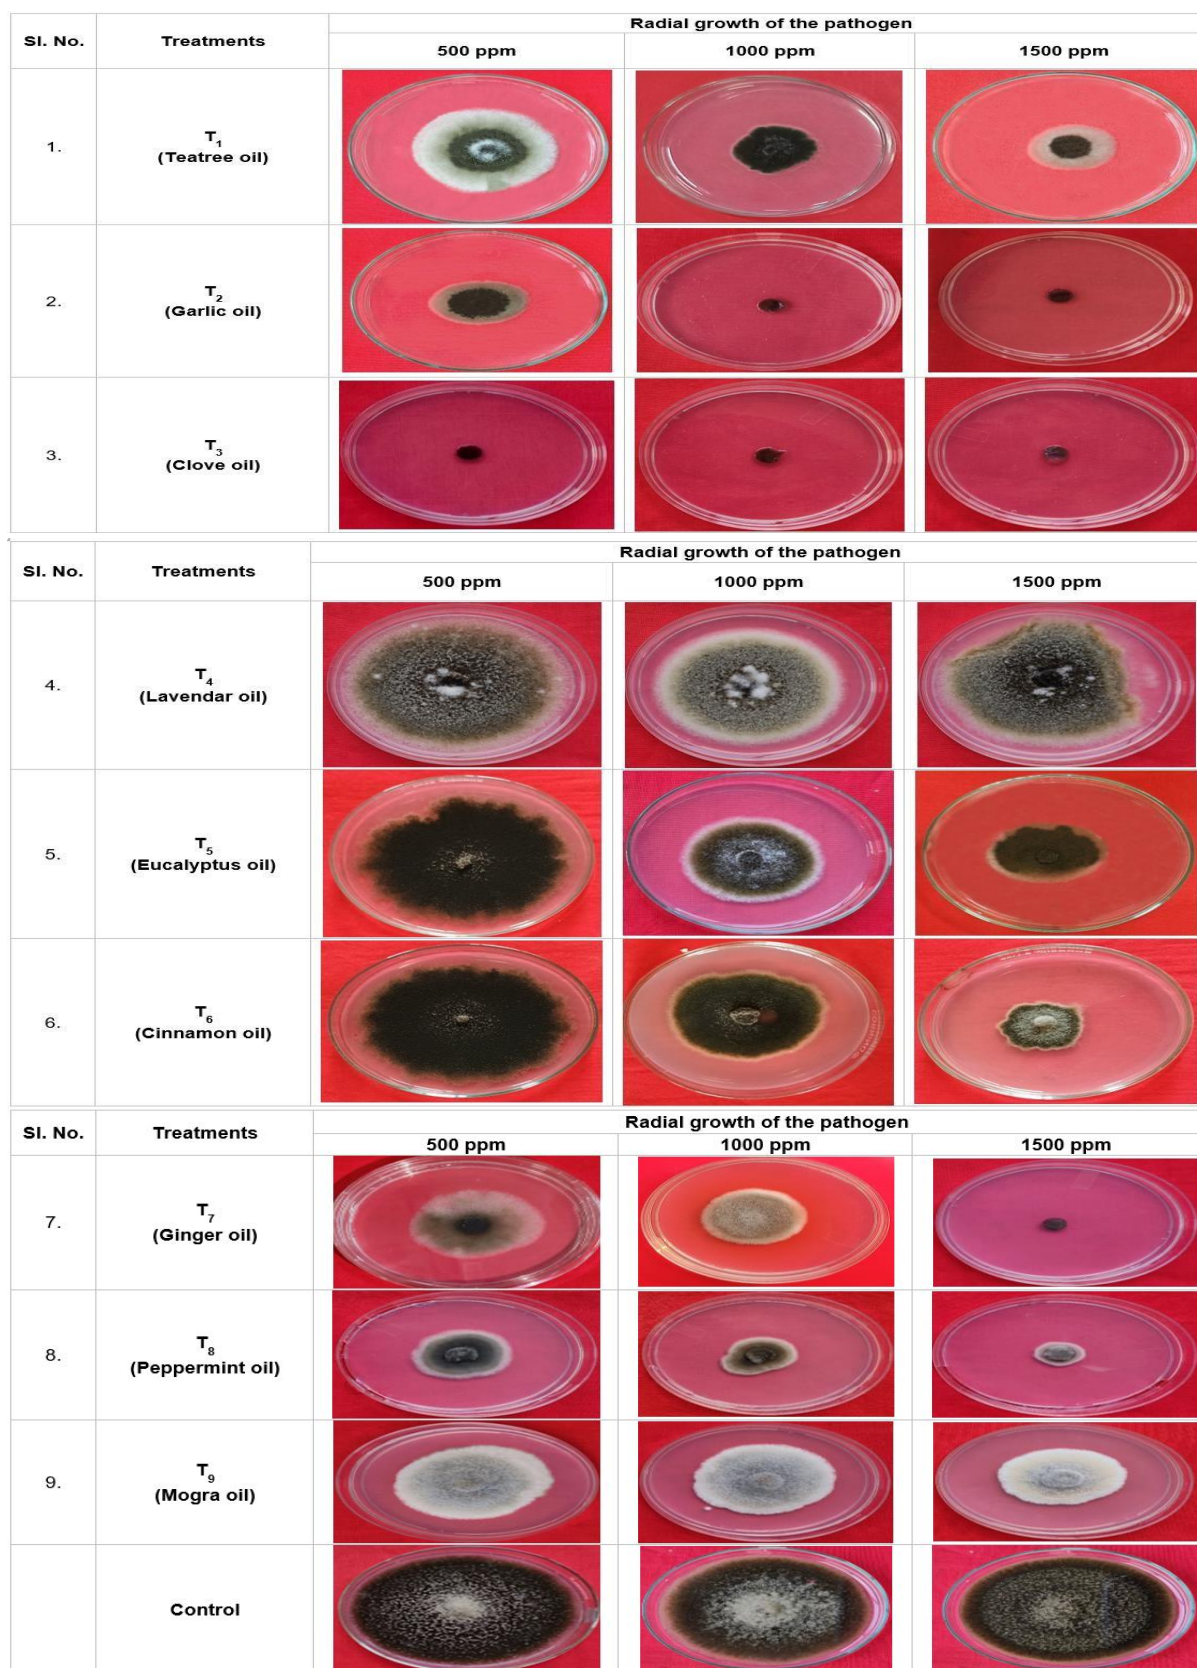 Sl. No. Treatments Radial growth of the pathogen
500 ppm 1000 ppm 1500 ppm
1. T1 (Teatree oil)
2. T2 (Garlic oil)
3. T3 (Clove oil)
Sl. No. Treatments Radial growth of the pathogen
500 ppm 1000 ppm 1500 ppm
4. T4 (Lavendar oil)
5. T5 (Eucalyptus oil)
6. T6 (Cinnamon oil)
Sl. No. Treatments Radial growth of the pathogen
500 ppm 1000 ppm 1500 ppm
7. T7 (Ginger oil)
8. T8 (Peppermint oil)
9. T9 (Mogra oil)
Control